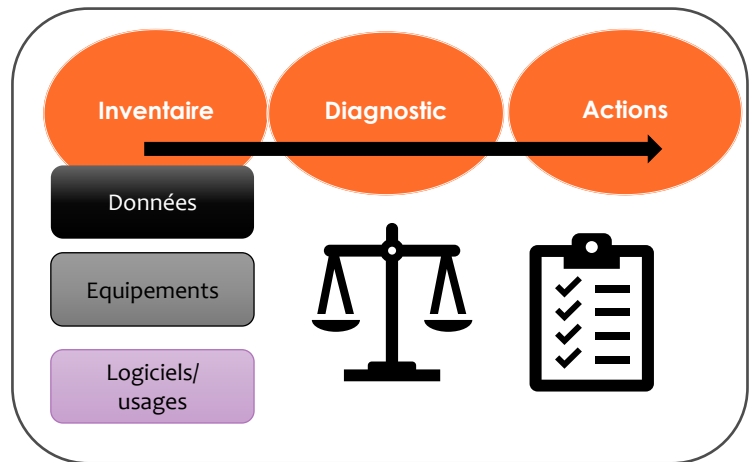 Inventaire
Diagnostic
Actions
Données
Equipements
Logiciels/
usages